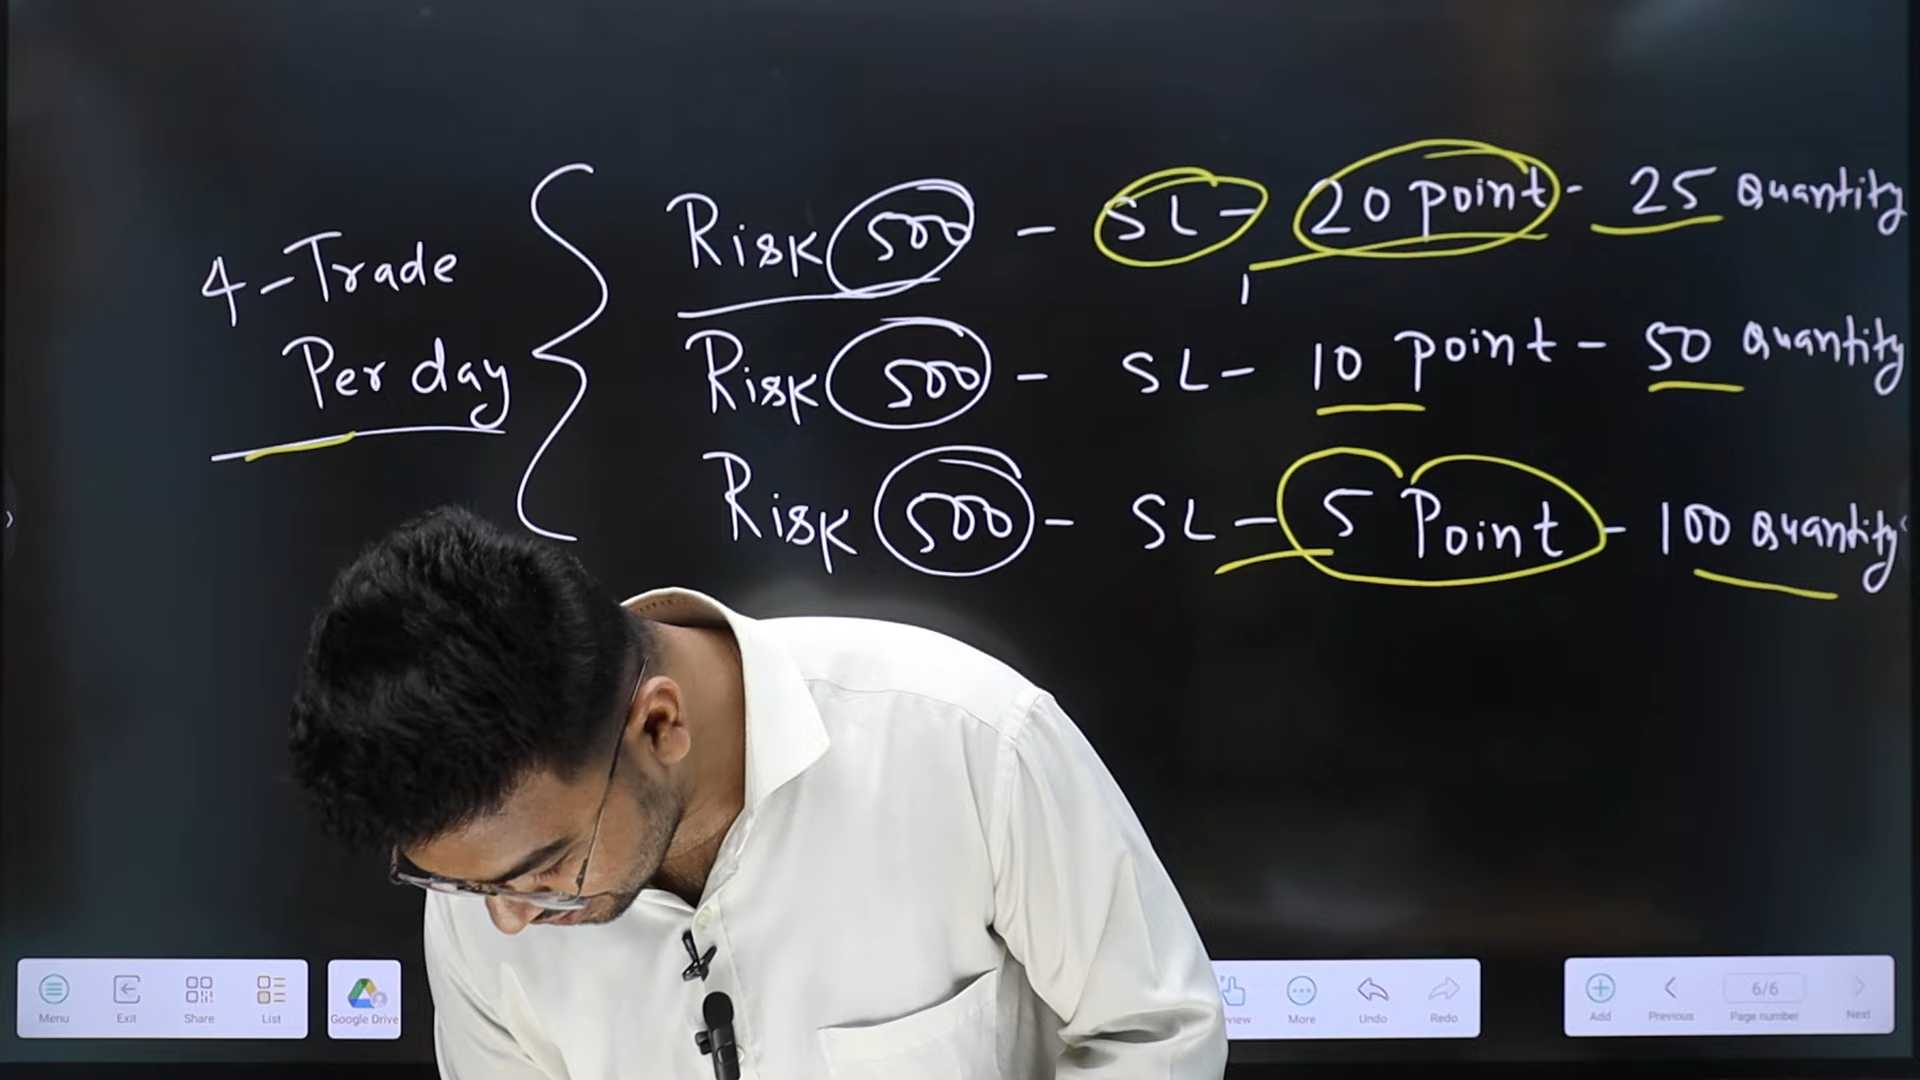 4-Trade
Per day
Risk 500 - SL - 20 point - 25 Quantity
Risk 500 - SL - 10 point - 50 Quantity
Risk 500 - SL - 5 Point - 100 Quantity
Menu Exit Share List Google Drive More Undo Redo Add Previous 6/6 Page number Next